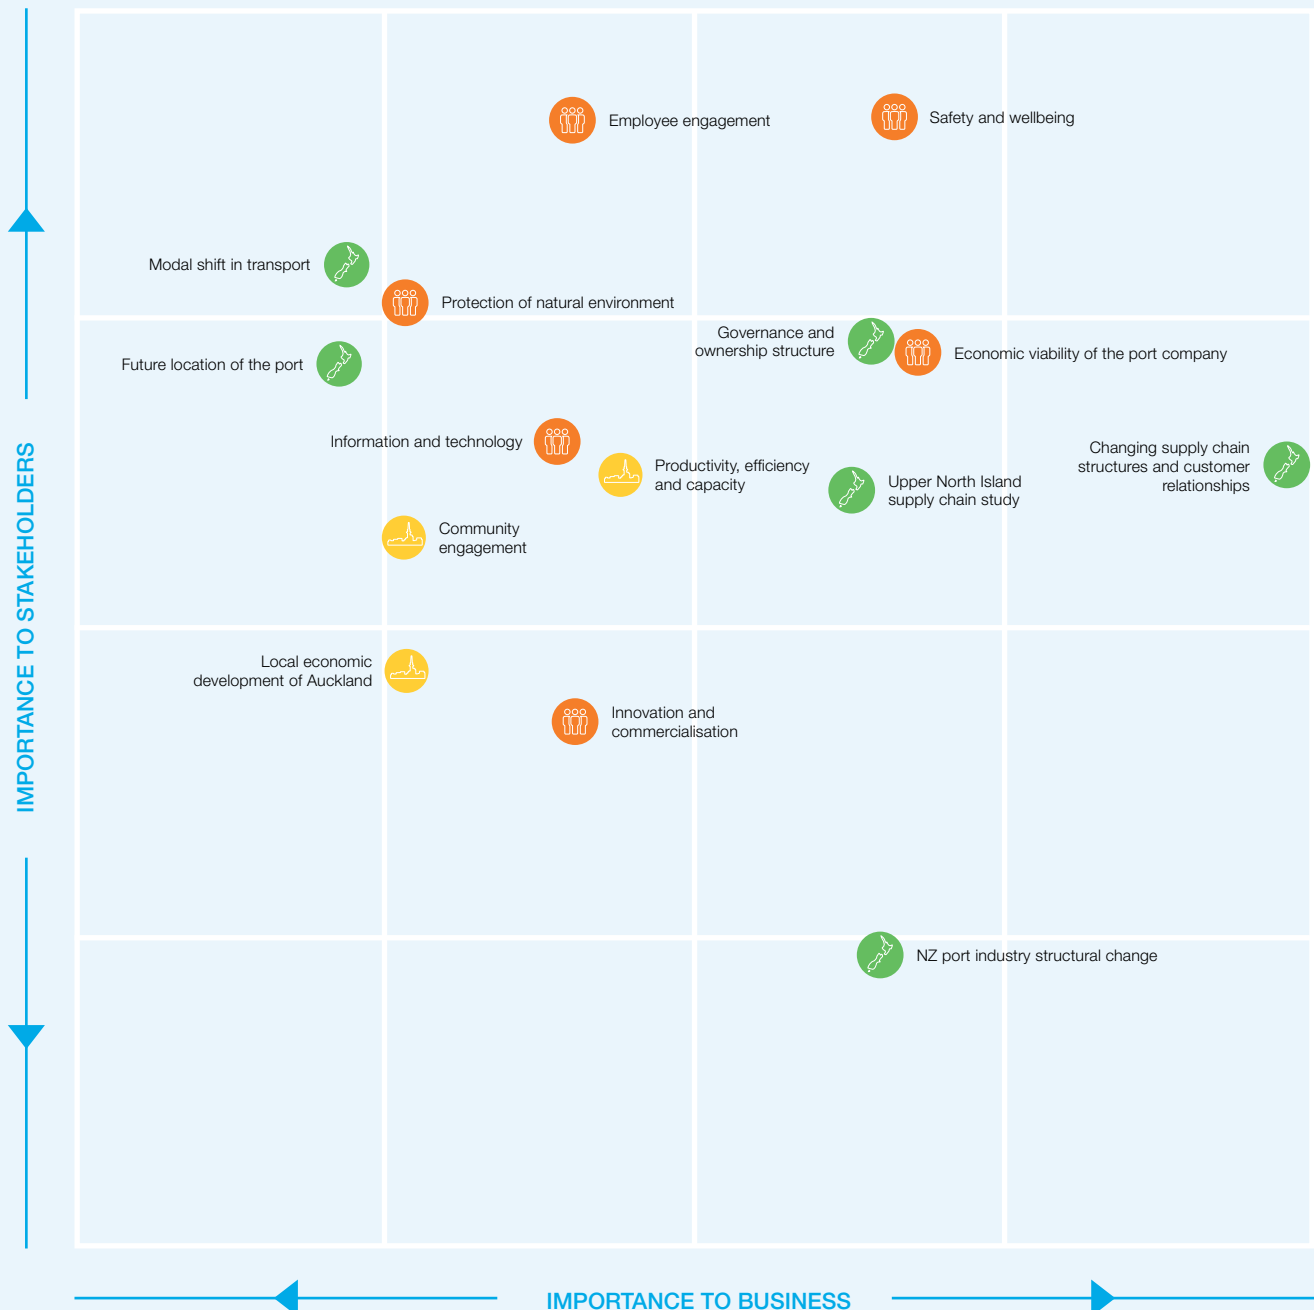 Employee engagement
Safety and wellbeing
Modal shift in transport
Protection of natural environment
Governance and
ownership structure
Economic viability of the port company
Future location of the port
Information and technology
Productivity, efficiency
and capacity
Upper North Island
supply chain study
Changing supply chain
structures and customer
relationships
Community
engagement
Local economic
development of Auckland
Innovation and
commercialisation
NZ port industry structural change
IMPORTANCE TO STAKEHOLDERS
IMPORTANCE TO BUSINESS